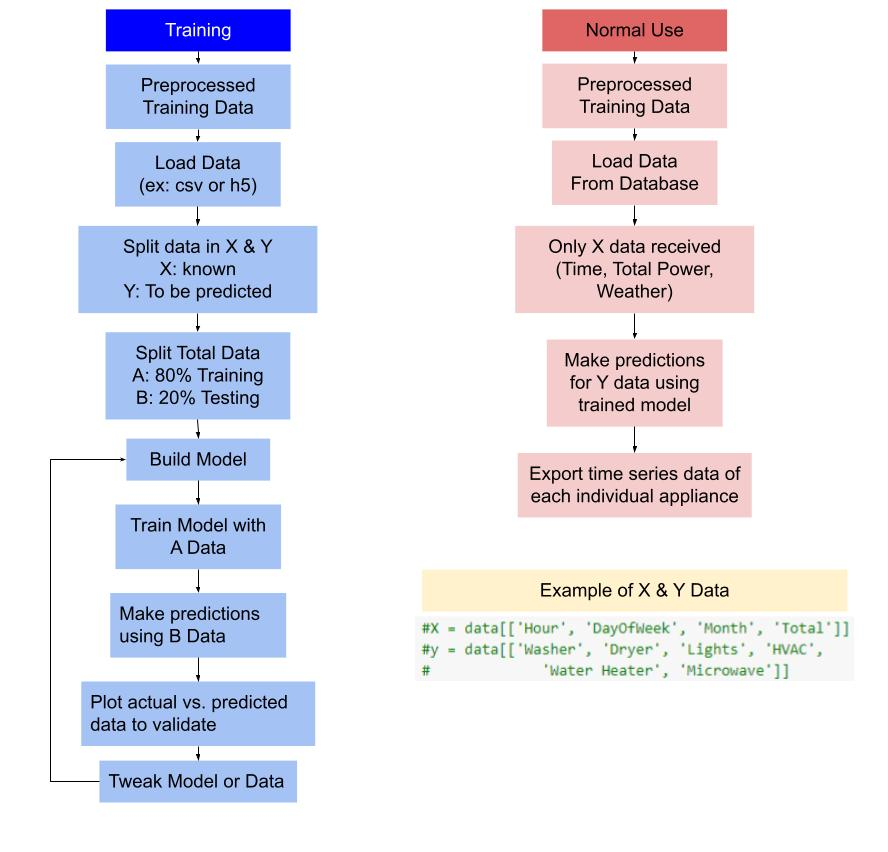 Training
Preprocessed
Training Data
Load Data
(ex: csv or h5)
Split data in X & Y
X: known
Y: To be predicted
Split Total Data
A: 80% Training
B: 20% Testing
Build Model
Train Model with
A Data
Make predictions
using B Data
Plot actual vs. predicted
data to validate
Tweak Model or Data
Normal Use
Preprocessed
Training Data
Load Data
From Database
Only X data received
(Time, Total Power,
Weather)
Make predictions
for Y data using
trained model
Export time series data of
each individual appliance
Example of X & Y Data
#X = data[['Hour', 'DayOfWeek', 'Month', 'Total']]
#y = data[['Washer', 'Dryer', 'Lights', 'HVAC',
#            'Water Heater', 'Microwave']]